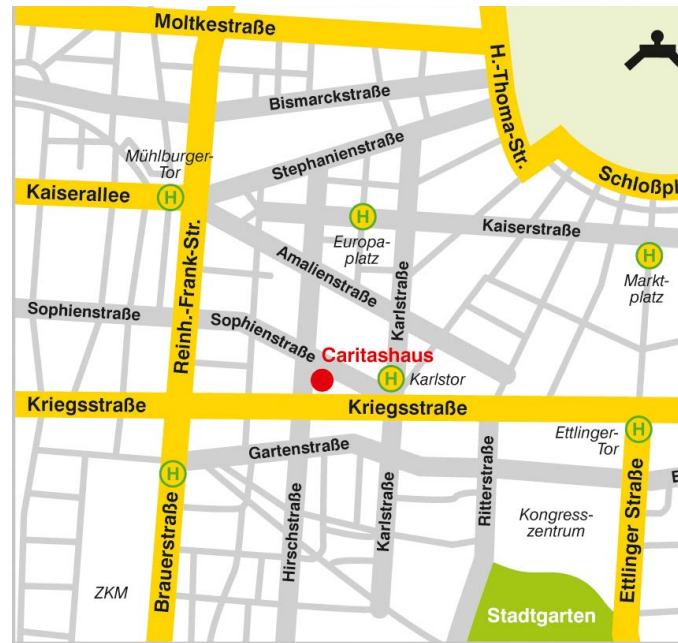 Moltkestraße
H.-Thoma-Str.
Bismarckstraße
Stephanienstraße
Mühlburger-
Tor
Kaiserallee
H
Schloßpl
H
Kaiserstraße
Europa-
platz
Reinh.-Frank-Str.
Amalienstraße
Karlstraße
H
Markt-
platz
Sophienstraße
Sophienstraße
Caritashaus
H
Karlstor
Kriegsstraße
Kriegsstraße
Ettlinger-
Tor
H
Gartenstraße
H
E
Hirschstraße
Karlstraße
Ritterstraße
Kongress-
zentrum
Ettlinger Straße
Brauerstraße
ZKM
Stadtgarten